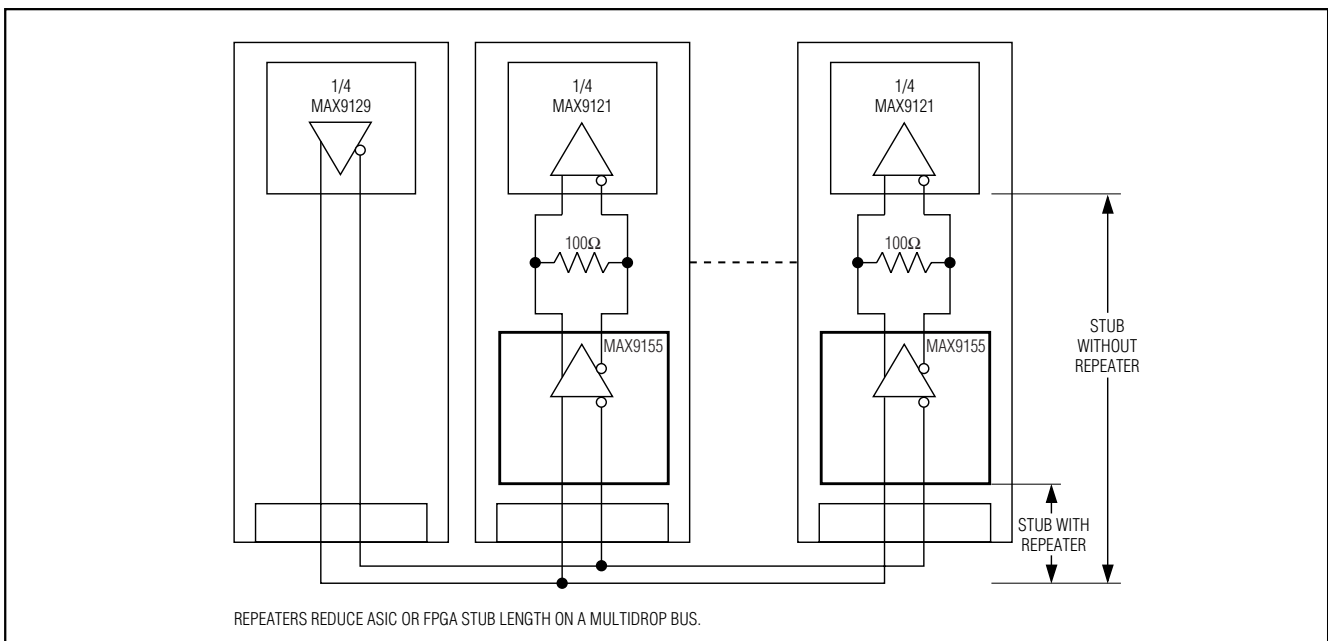 1/4
MAX9129
1/4
MAX9121
1/4
MAX9121
100Ω
100Ω
MAX9155
MAX9155
STUB
WITHOUT
REPEATER
STUB WITH
REPEATER
REPEATERS REDUCE ASIC OR FPGA STUB LENGTH ON A MULTIDROP BUS.